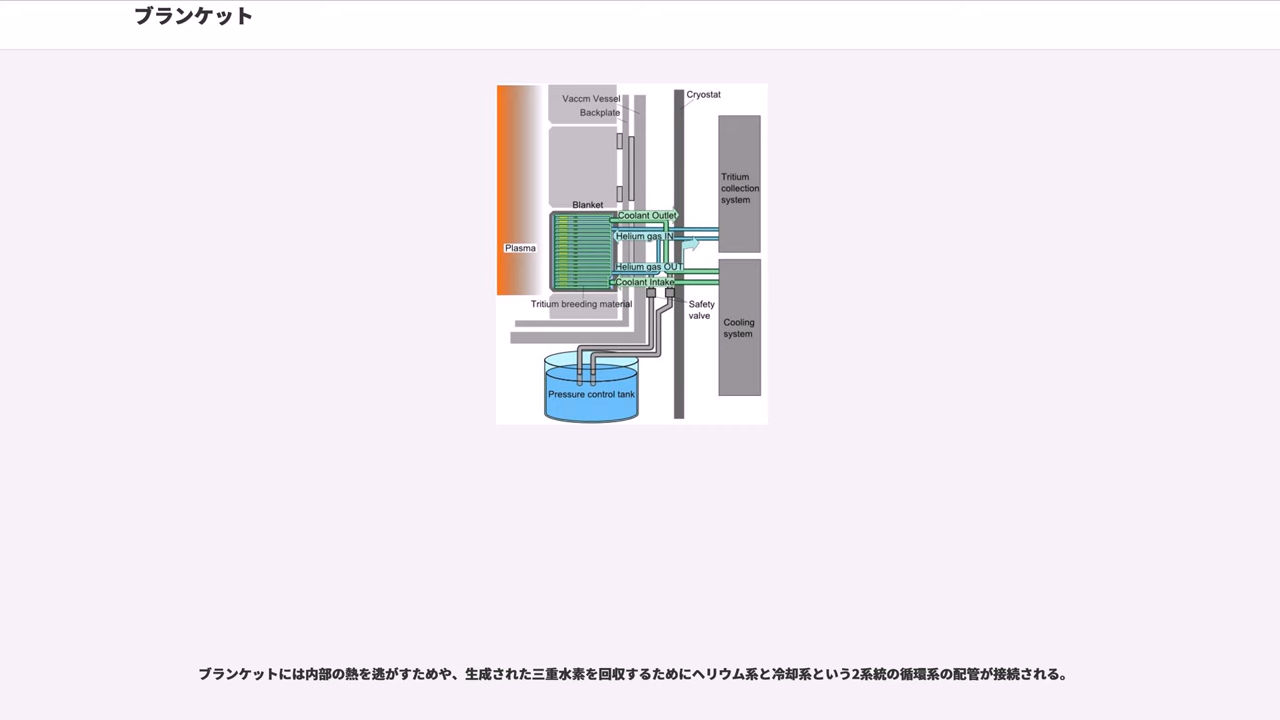 ブランケット
Vaccm Vessel
Backplate
Cryostat
Tritium
collection
system
Blanket
Coolant Outlet
Helium gas IN
Plasma
Helium gas OUT
Coolant Intake
Tritium breeding material
Safety
valve
Cooling
system
Pressure control tank
ブランケットには内部の熱を逃がすためや、生成された三重水素を回収するためにヘリウム系と冷却系という2系統の循環系の配管が接続される。